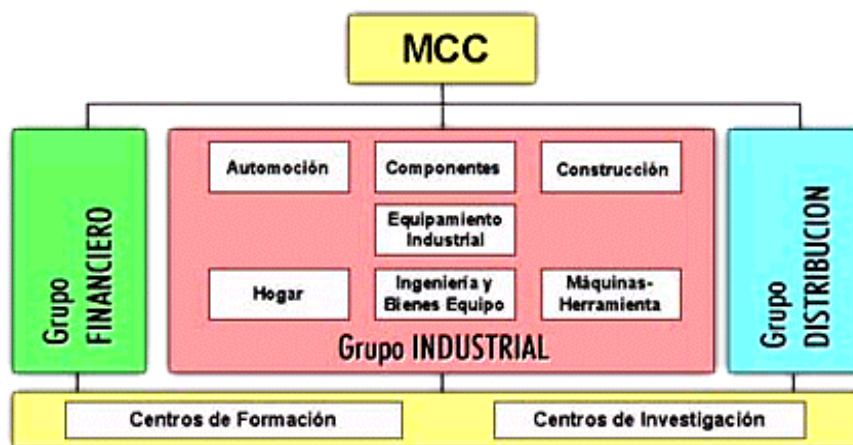 MCC
Grupo
FINANCIERO
Automoción
Componentes
Construcción
Equipamiento
Industrial
Hogar
Ingeniería y
Bienes Equipo
Máquinas-
Herramienta
Grupo INDUSTRIAL
Grupo
DISTRIBUCION
Centros de Formación
Centros de Investigación